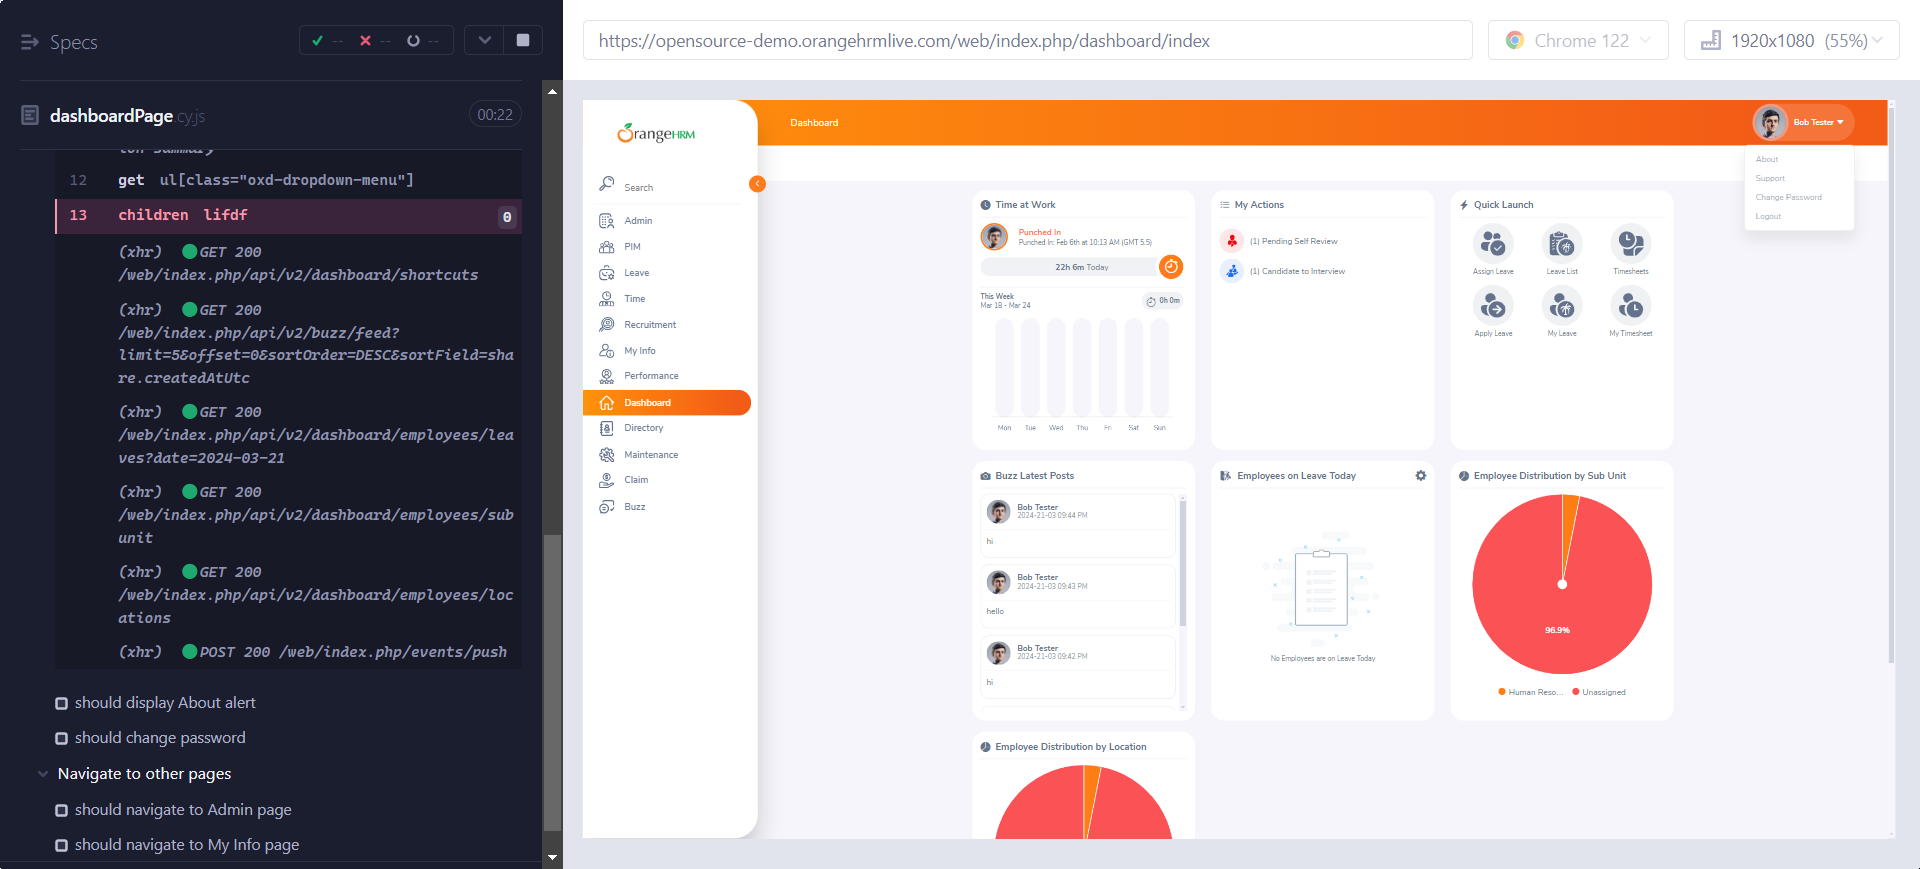 Specs
--
--
--
dashboardPage.cy.js
00:22
ton-summary
12 get ul[class="oxd-dropdown-menu"]
13 children lifdf 0
(xhr) GET 200
/web/index.php/api/v2/dashboard/shortcuts
(xhr) GET 200
/web/index.php/api/v2/buzz/feed?
limit=5&offset=0&sortOrder=DESC&sortField=sha
re.createdAtUtc
(xhr) GET 200
/web/index.php/api/v2/dashboard/employees/lea
ves?date=2024-03-21
(xhr) GET 200
/web/index.php/api/v2/dashboard/employees/sub
unit
(xhr) GET 200
/web/index.php/api/v2/dashboard/employees/loc
ations
(xhr) POST 200 /web/index.php/events/push
should display About alert
should change password
Navigate to other pages
should navigate to Admin page
should navigate to My Info page
https://opensource-demo.orangehrmlive.com/web/index.php/dashboard/index
Chrome 122
1920x1080 (55%)
OrangeHRM
Search
Admin
PIM
Leave
Time
Recruitment
My Info
Performance
Dashboard
Directory
Maintenance
Claim
Buzz
Dashboard
Bob Tester
About
Support
Change Password
Logout
Time at Work
Punched In
Punched In: Feb 6th at 10:13 AM (GMT 5.5)
22h 6m Today
This Week
Mar 18 - Mar 24
0h 0m
Mon Tue Wed Thu Fri Sat Sun
My Actions
(1) Pending Self Review
(1) Candidate to Interview
Quick Launch
Assign Leave
Leave List
Timesheets
Apply Leave
My Leave
My Timesheet
Buzz Latest Posts
Bob Tester
2024-21-03 09:44 PM
hi
Bob Tester
2024-21-03 09:43 PM
hello
Bob Tester
2024-21-03 09:42 PM
hi
Employees on Leave Today
No Employees are on Leave Today
Employee Distribution by Sub Unit
96.9%
Human Reso...
Unassigned
Employee Distribution by Location